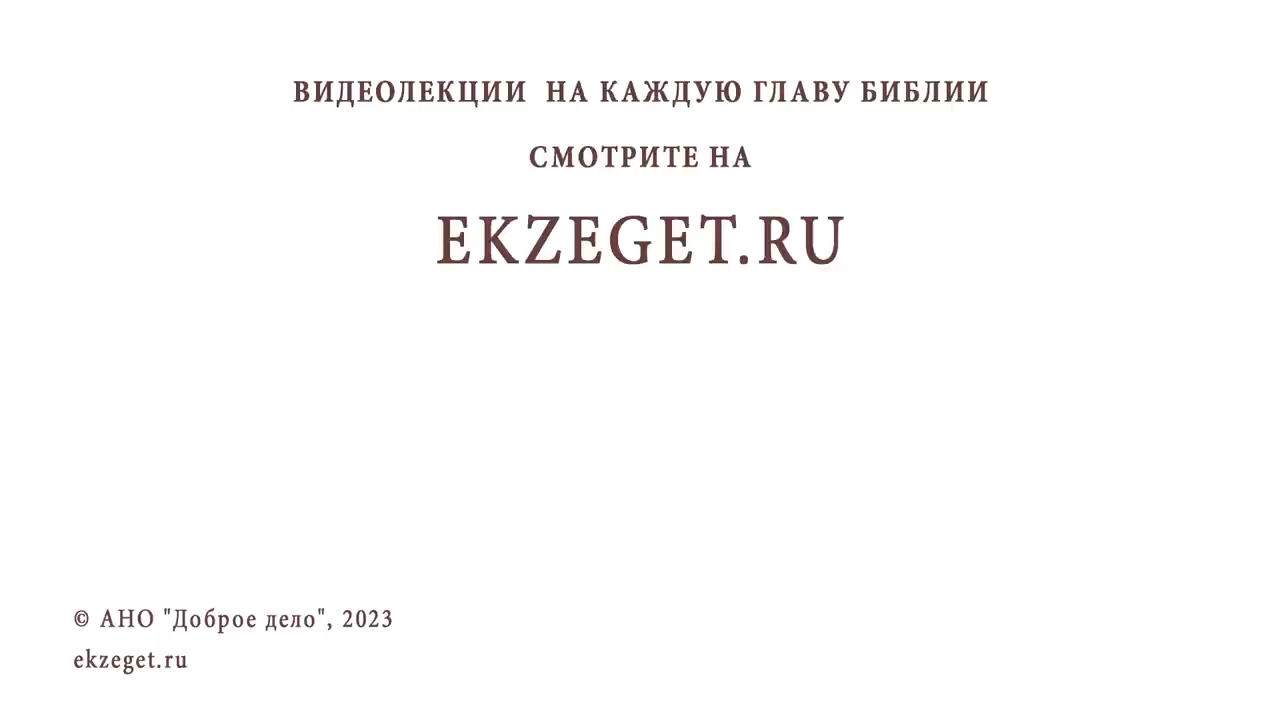 ВИДЕОЛЕКЦИИ НА КАЖДУЮ ГЛАВУ БИБЛИИ
СМОТРИТЕ НА
EKZEGET.RU
© АНО "Доброе дело", 2023
ekzeget.ru